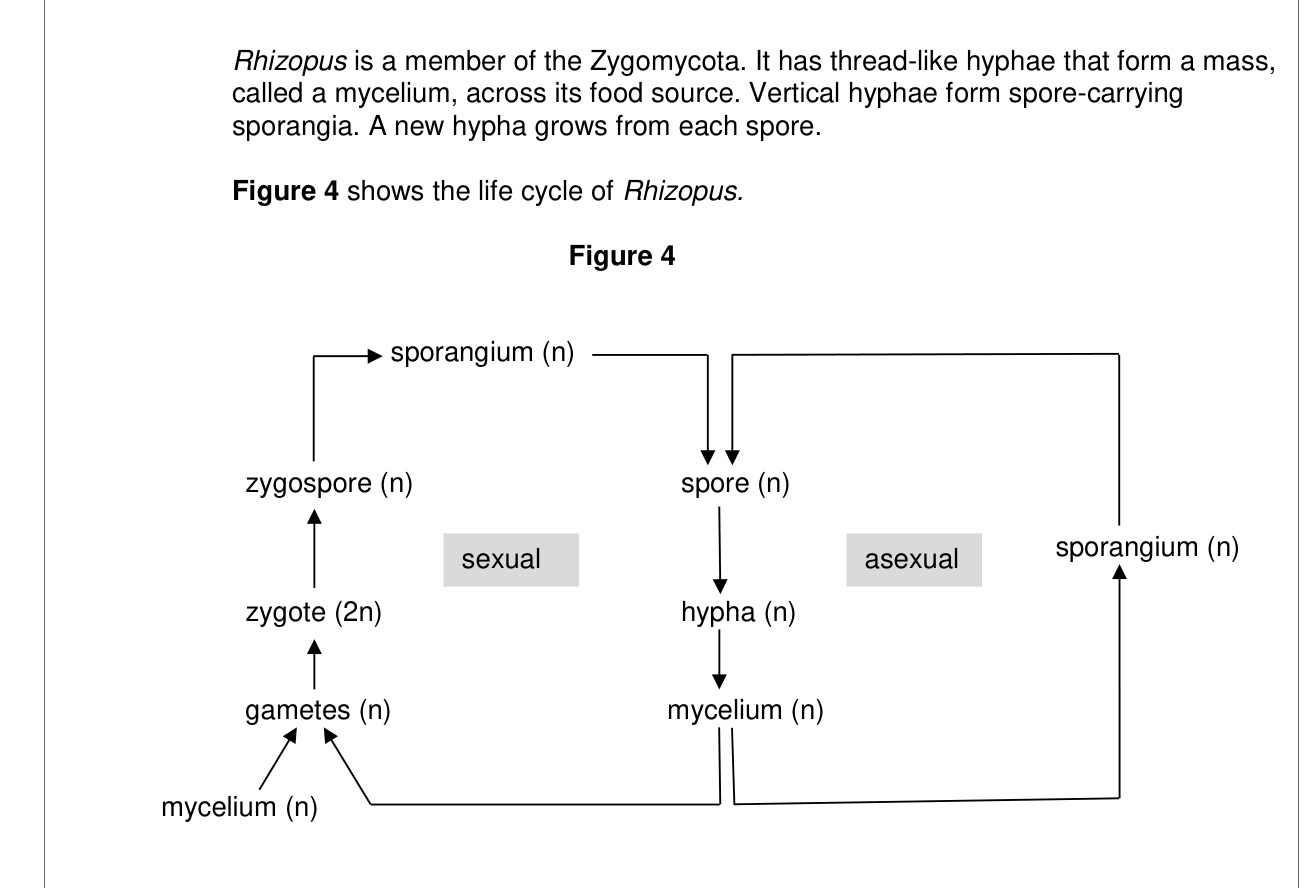 Rhizopus is a member of the Zygomycota. It has thread-like hyphae that form a mass,
called a mycelium, across its food source. Vertical hyphae form spore-carrying
sporangia. A new hypha grows from each spore.
Figure 4 shows the life cycle of Rhizopus.
Figure 4
sporangium (n)
zygospore (n)
spore (n)
sexual
asexual
sporangium (n)
zygote (2n)
hypha (n)
gametes (n)
mycelium (n)
mycelium (n)